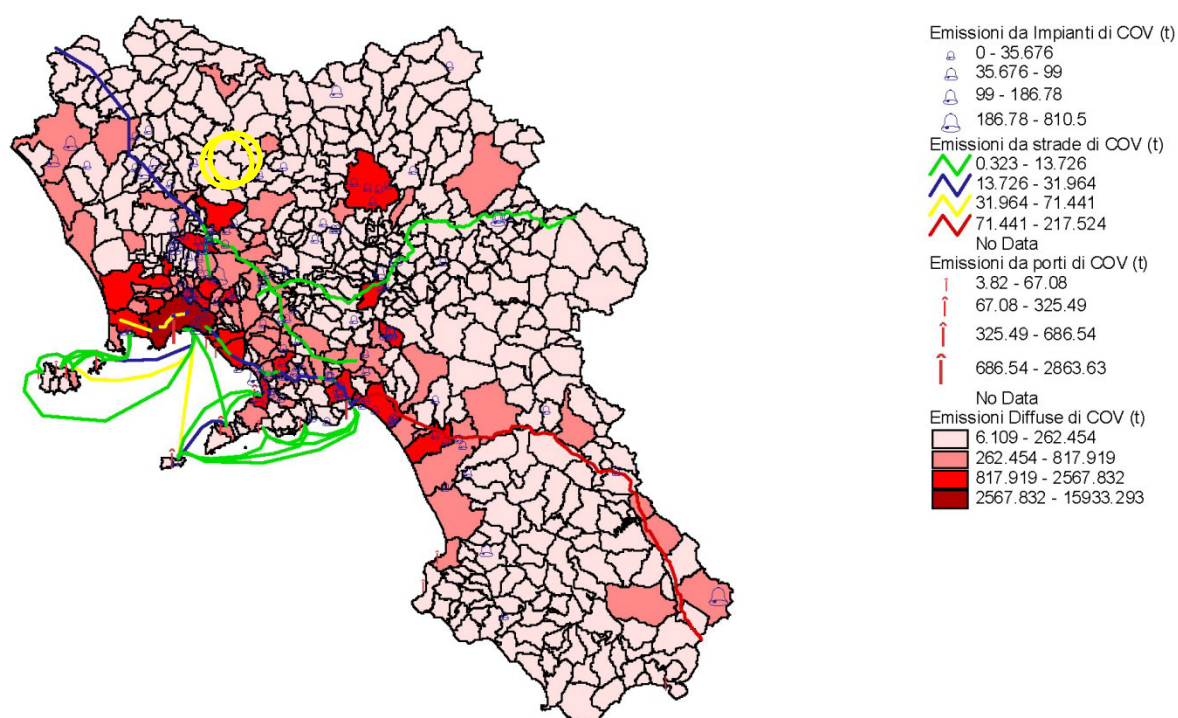 Emissioni da Impianti di COV (t)
0 - 35.676
35.676 - 99
99 - 186.78
186.78 - 810.5
Emissioni da strade di COV (t)
0.323 - 13.726
13.726 - 31.964
31.964 - 71.441
71.441 - 217.524
No Data
Emissioni da porti di COV (t)
3.82 - 67.08
67.08 - 325.49
325.49 - 686.54
686.54 - 2863.63
No Data
Emissioni Diffuse di COV (t)
6.109 - 262.454
262.454 - 817.919
817.919 - 2567.832
2567.832 - 15933.293